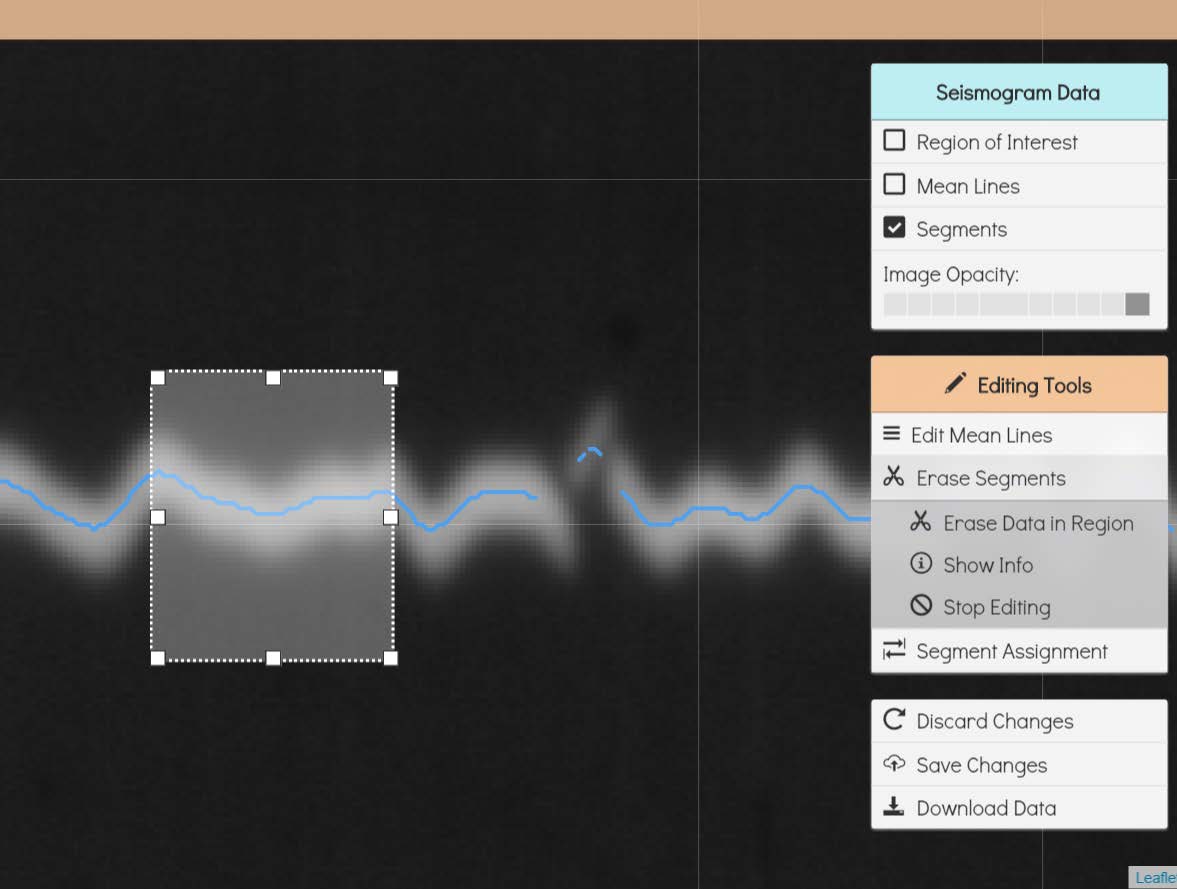 Seismogram Data
Region of Interest
Mean Lines
Segments
Image Opacity:
Editing Tools
Edit Mean Lines
Erase Segments
Erase Data in Region
Show Info
Stop Editing
Segment Assignment
Discard Changes
Save Changes
Download Data
Leafle